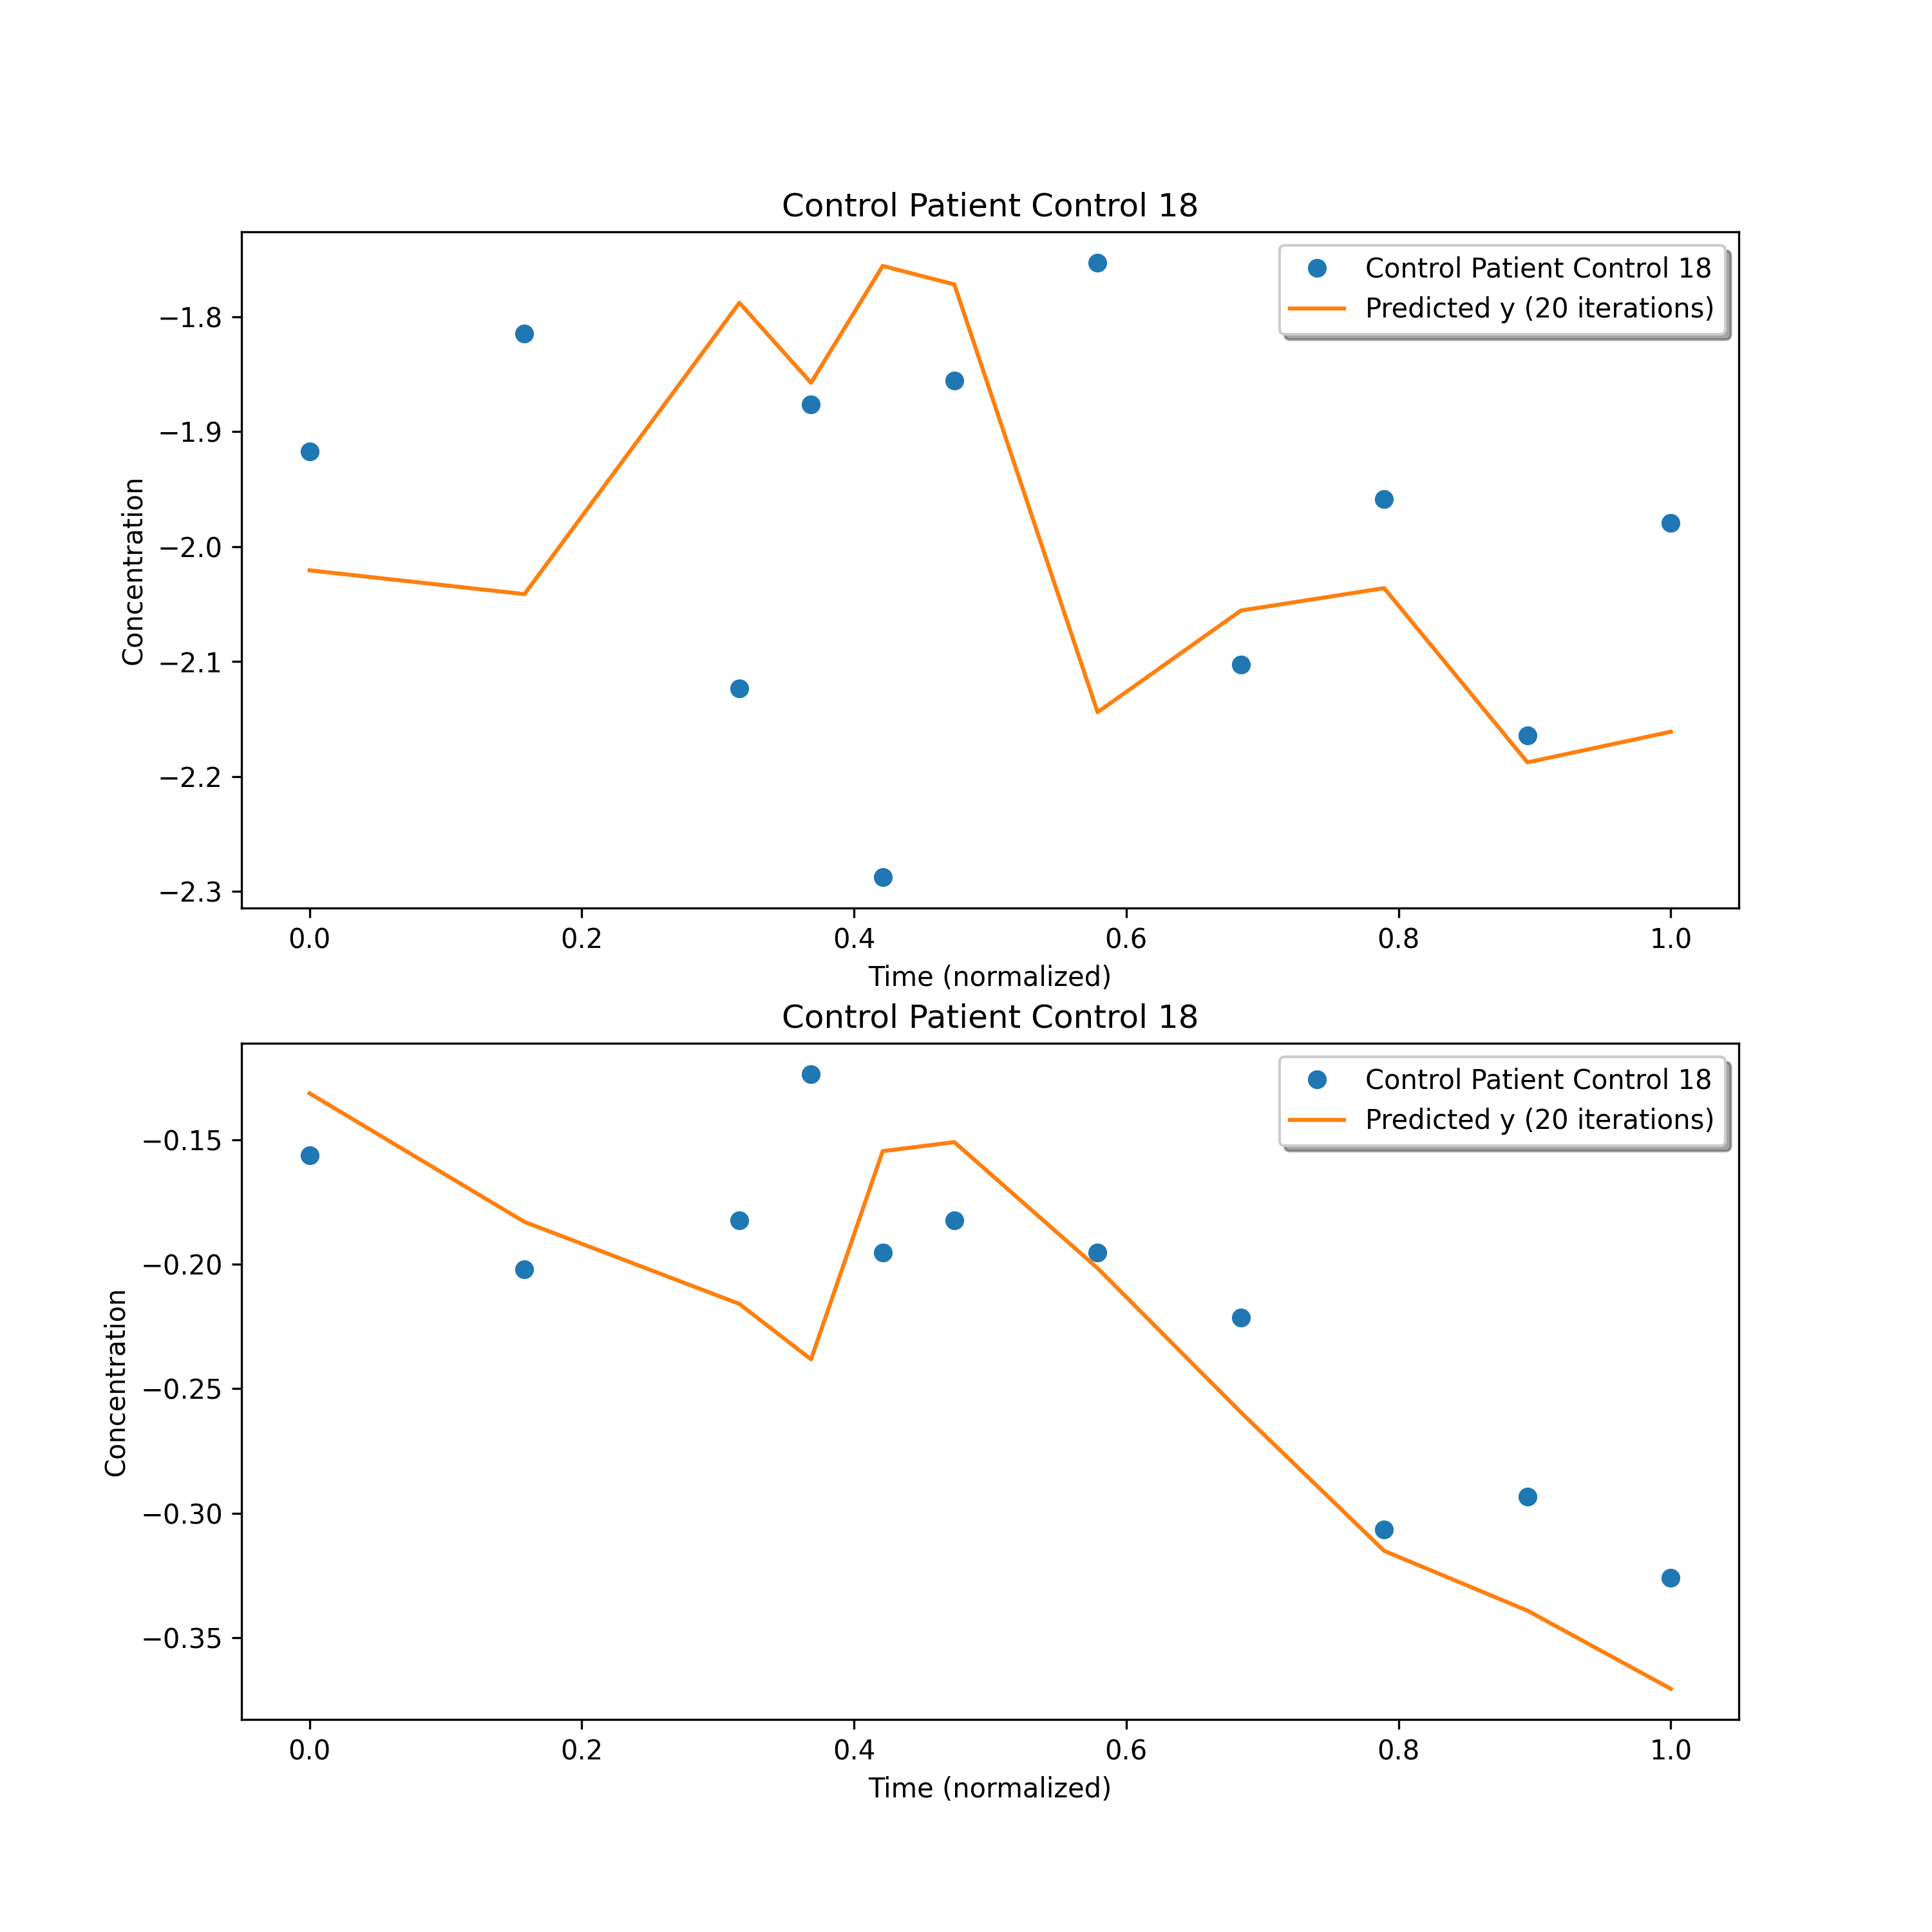 Control Patient Control 18
Control Patient Control 18
Predicted y (20 iterations)
−1.8
−1.9
−2.0
−2.1
−2.2
−2.3
Concentration
0.0 0.2 0.4 0.6 0.8 1.0
Time (normalized)
Control Patient Control 18
Control Patient Control 18
Predicted y (20 iterations)
−0.15
−0.20
−0.25
−0.30
−0.35
Concentration
0.0 0.2 0.4 0.6 0.8 1.0
Time (normalized)